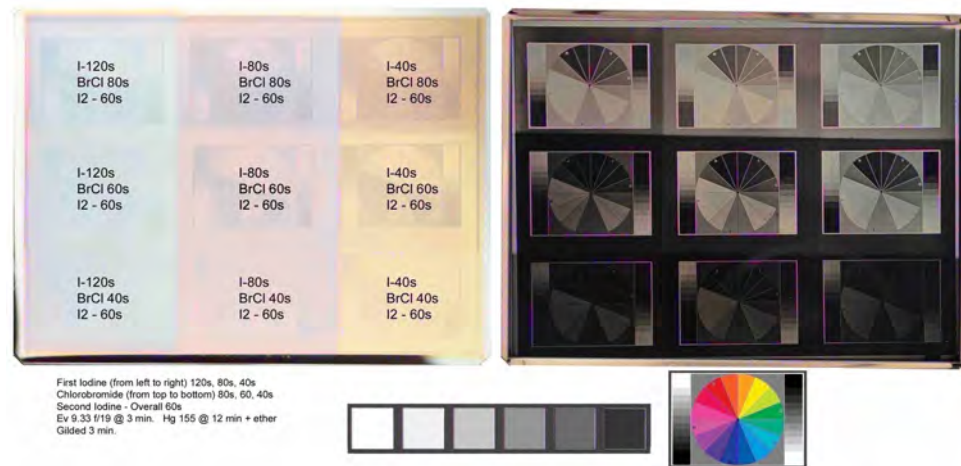 I-120s
BrCl 80s
I2 - 60s
I-80s
BrCl 80s
I2 - 60s
I-40s
BrCl 80s
I2 - 60s
I-120s
BrCl 60s
I2 - 60s
I-80s
BrCl 60s
I2 - 60s
I-40s
BrCl 60s
I2 - 60s
I-120s
BrCl 40s
I2 - 60s
I-80s
BrCl 40s
I2 - 60s
I-40s
BrCl 40s
I2 - 60s
First Iodine (from left to right) 120s, 80s, 40s
Chlorobromide (from top to bottom) 80s, 60, 40s
Second Iodine - Overall 60s
Ev 9.33 f/19 @ 3 min. Hg 155 @ 12 min + ether
Gilded 3 min.